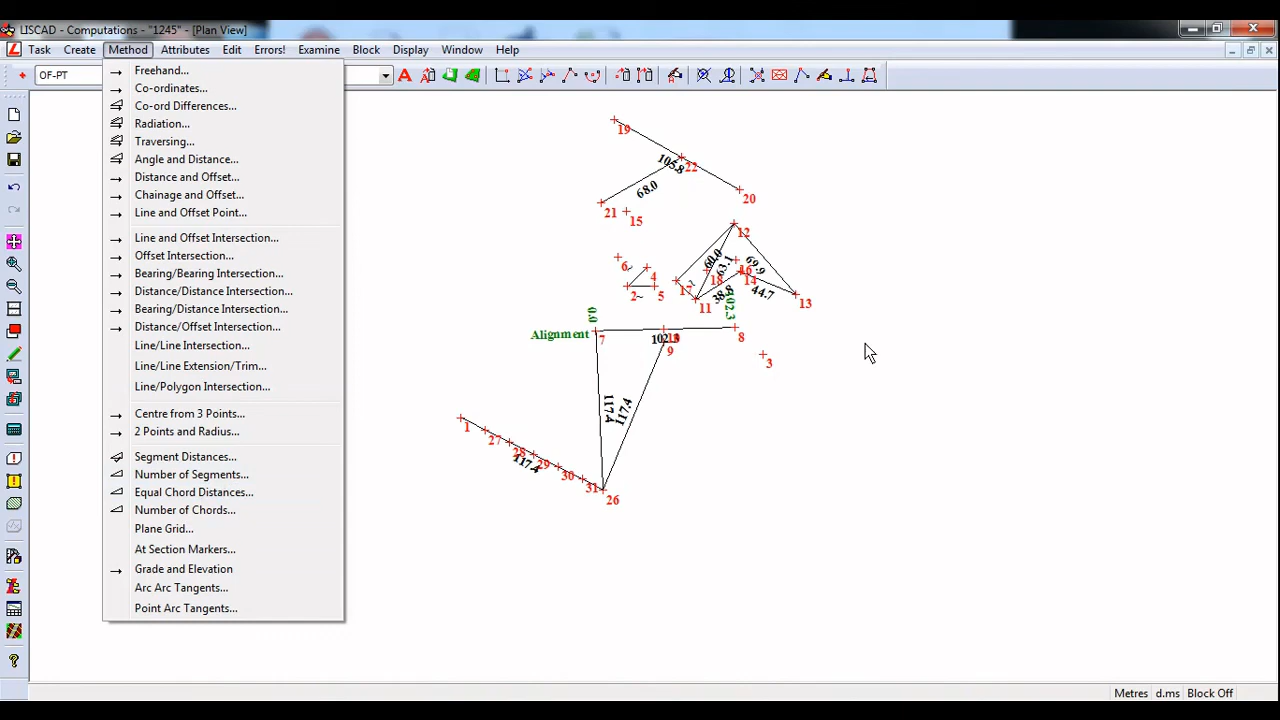 LISCAD - Computations - "1245" - [Plan View]
Task Create Method Attributes Edit Errors! Examine Block Display Window Help
OF-PT
Freehand...
Co-ordinates...
Co-ord Differences...
Radiation...
Traversing...
Angle and Distance...
Distance and Offset...
Chainage and Offset...
Line and Offset Point...
Line and Offset Intersection...
Offset Intersection...
Bearing/Bearing Intersection...
Distance/Distance Intersection...
Bearing/Distance Intersection...
Distance/Offset Intersection...
Line/Line Intersection...
Line/Line Extension/Trim...
Line/Polygon Intersection...
Centre from 3 Points...
2 Points and Radius...
Segment Distances...
Number of Segments...
Equal Chord Distances...
Number of Chords...
Plane Grid...
At Section Markers...
Grade and Elevation
Arc Arc Tangents...
Point Arc Tangents...
19
105.8
22
68.0
20
21
15
12
6~
60.0
63.1
69.9
4
16
2~
5
17
18
14
38.8
44.7
11
13
0.0
102.3
Alignment
7
8
9
3
117.4
117.4
1
27
28
29
117.4
30
31
26
Metres d.ms Block Off